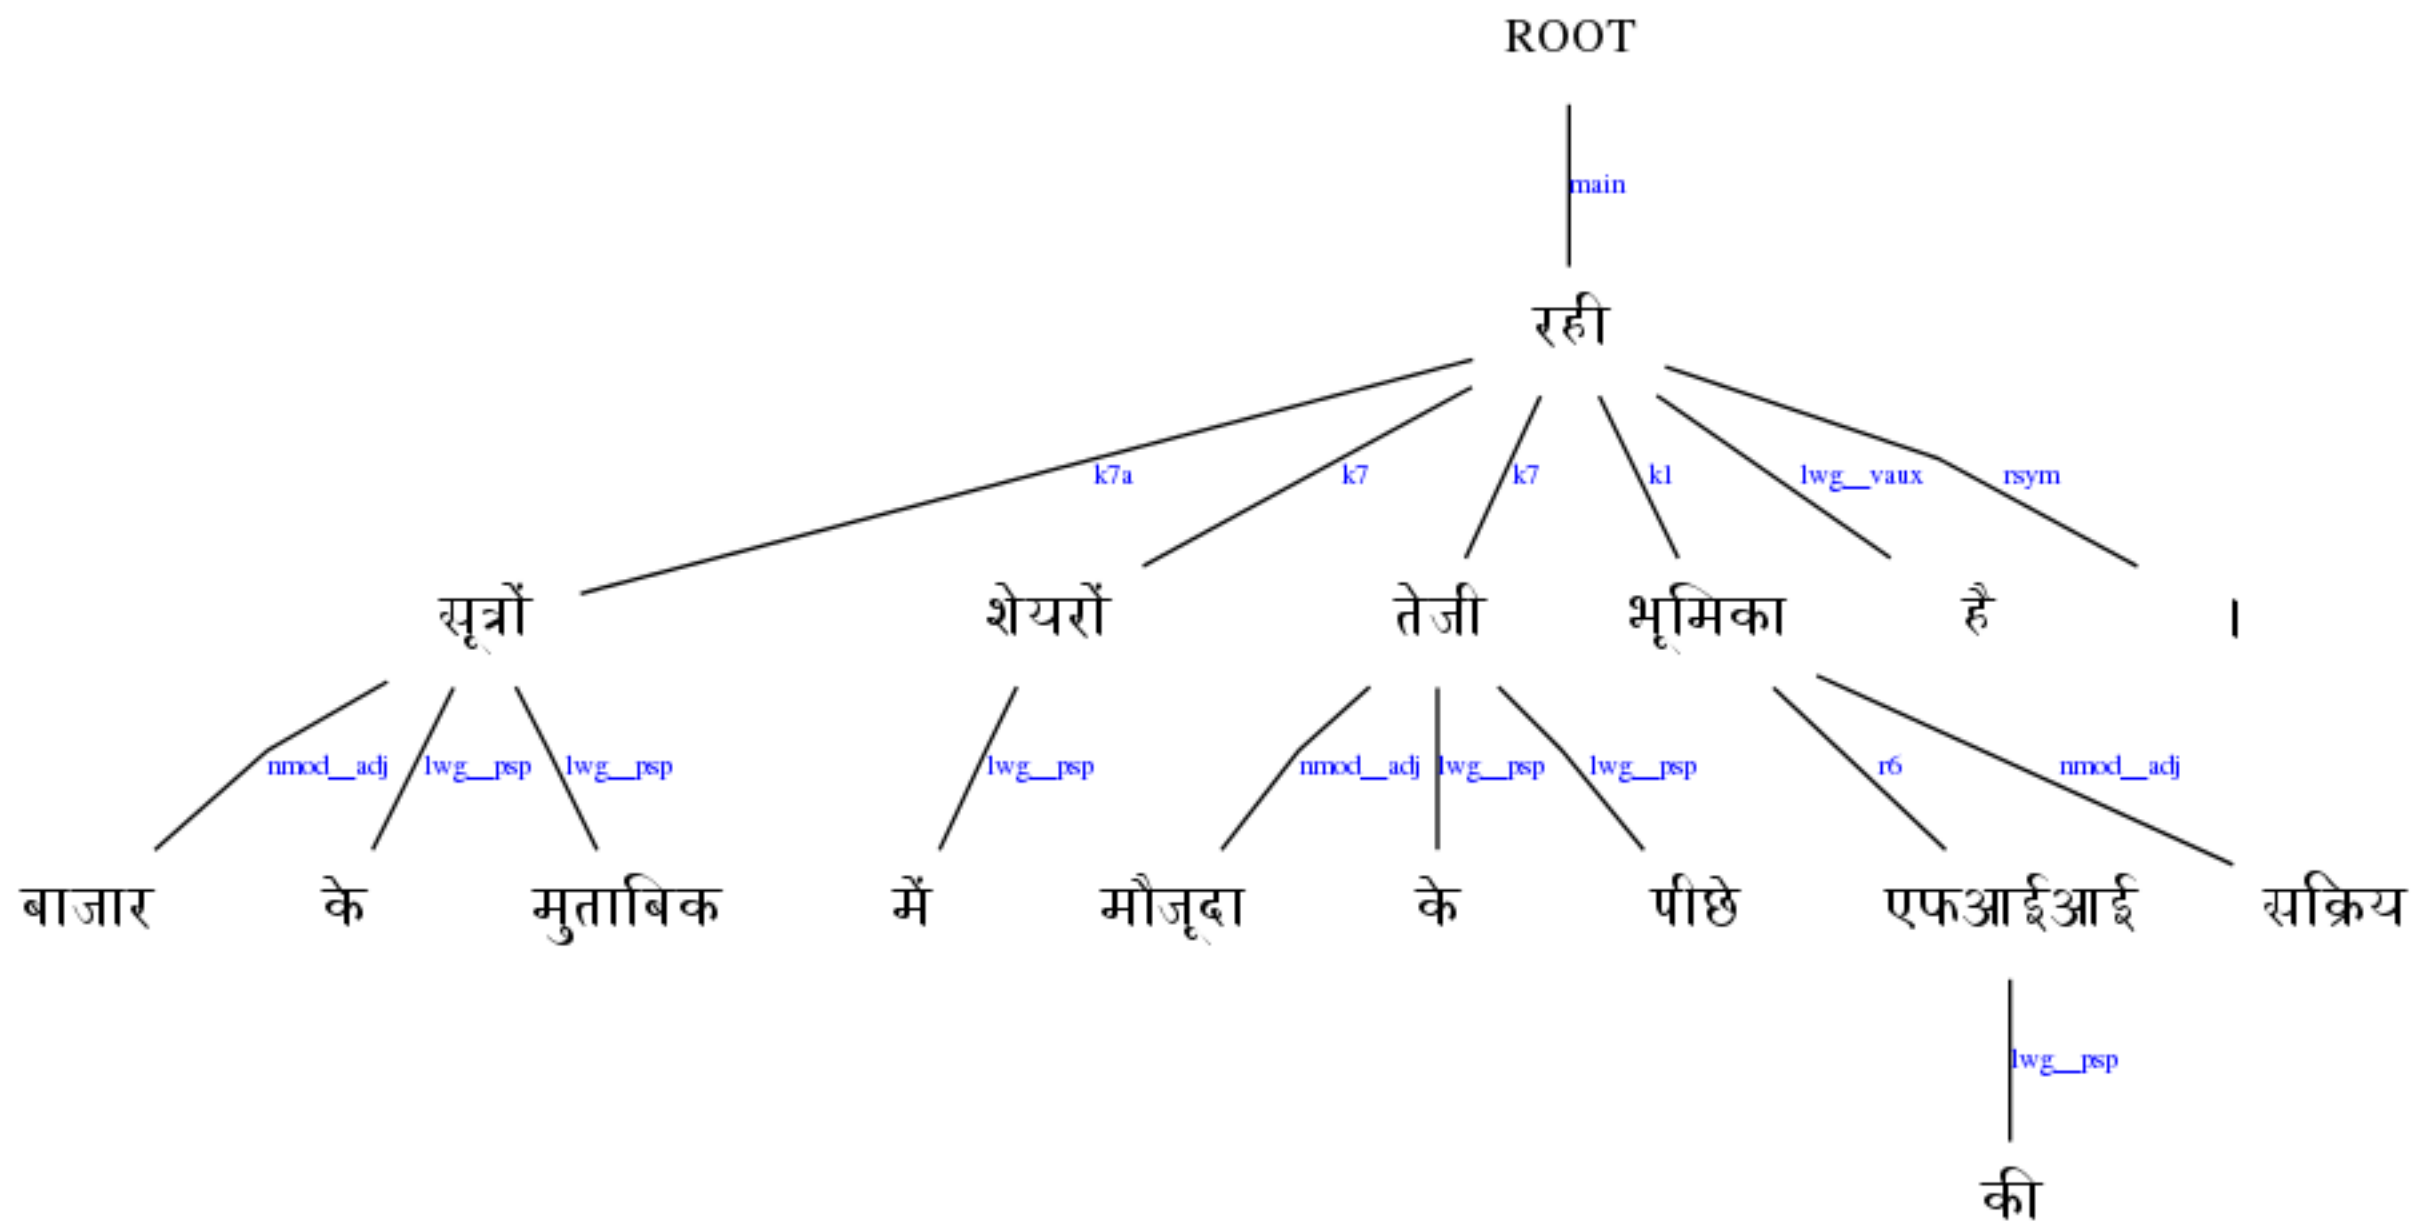 ROOT
main
रही
k7a k7 k7 k1 lwg__vaux rsym
सूत्रों शेयरों तेजी भूमिका है ।
nmod__adj lwg__psp lwg__psp lwg__psp nmod__adj lwg__psp lwg__psp r6 nmod__adj
बाजार के मुताबिक में मौजूदा के पीछे एफआईआई सक्रिय
lwg__psp
की